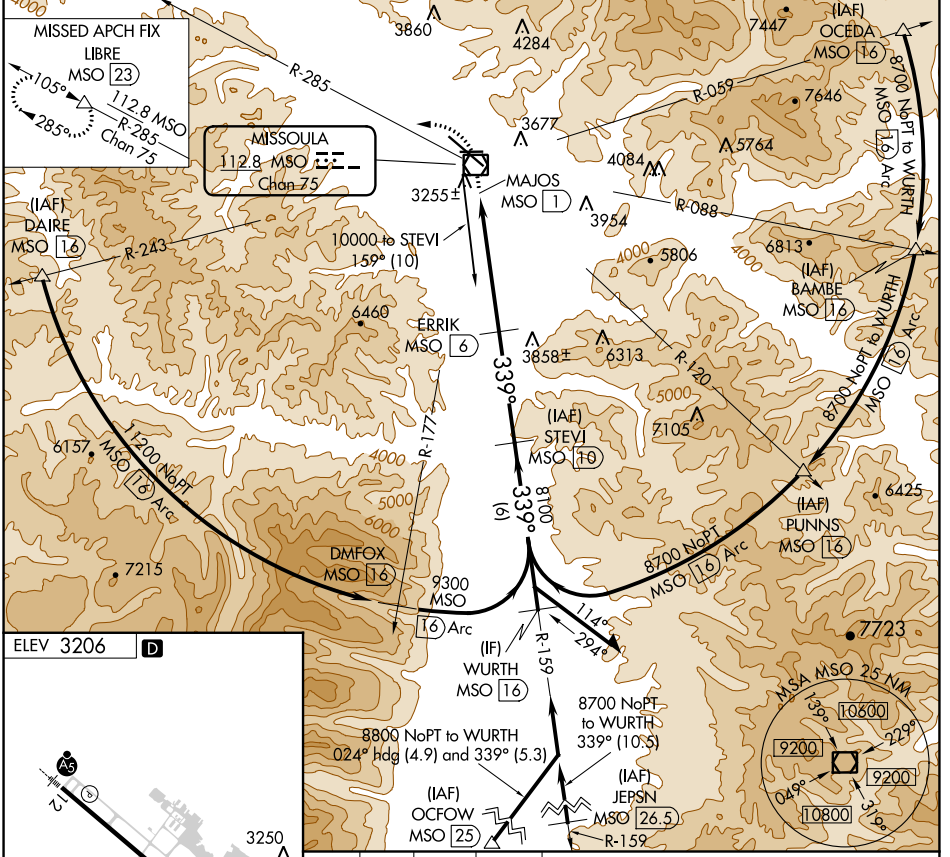 4000
MISSED APCH FIX
LIBRE
MSO 23
105°
112.8 MSO
R-285
Chan 75
285°
R-285
3860
4284
7447
(IAF)
OCEDA
MSO 16
8700 NoPT to WURTH
MSO 16 Arc
R-059
7646
3677
5764
4084
MISSOULA
112.8 MSO
Chan 75
3255±
MAJOS
MSO 1
3954
R-088
(IAF)
DAIRE
MSO 16
R-243
10000 to STEVI
159° (10)
4000
5806
4000
6813
(IAF)
BAMBE
MSO 16
8700 NoPT to WURTH
MSO 16 Arc
6460
ERRIK
MSO 6
3858±
6313
R-120
339°
5000
7105
(IAF)
STEVI
MSO 10
R-177
6157
11200 NoPT
MSO 16 Arc
4000
5000
6000
339°
(6)
8100
6425
(IAF)
PUNNS
MSO 16
8700 NoPT
MSO 16 Arc
7215
DMFOX
MSO 16
9300
MSO
16 Arc
114°
294°
R-159
(IF)
WURTH
MSO 16
7723
ELEV 3206
D
8800 NoPT to WURTH
024° hdg (4.9) and 339° (5.3)
8700 NoPT
to WURTH
339° (10.5)
(IAF)
OCFOW
MSO 25
(IAF)
JEPSN
MSO 26.5
R-159
MSA MSO 25 NM
139°
10600
229°
9200
9200
049°
10800
319°
A5
P
12
3250